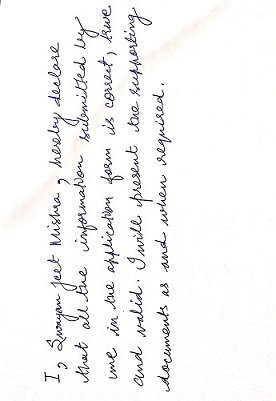 I, Swayan Jeet Mishra, hereby declare
that all the information submitted by
me in the application form is correct, true
and valid. I will present the supporting
documents as and when required.